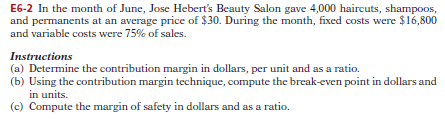 E6-2 In the month of June, Jose Hebert's Beauty Salon gave 4,000 haircuts, shampoos,
and permanents at an average price of $30. During the month, fixed costs were $16,800
and variable costs were 75% of sales.
Instructions
(a) Determine the contribution margin in dollars, per unit and as a ratio.
(b) Using the contribution margin technique, compute the break-even point in dollars and
in units.
(c) Compute the margin of safety in dollars and as a ratio.